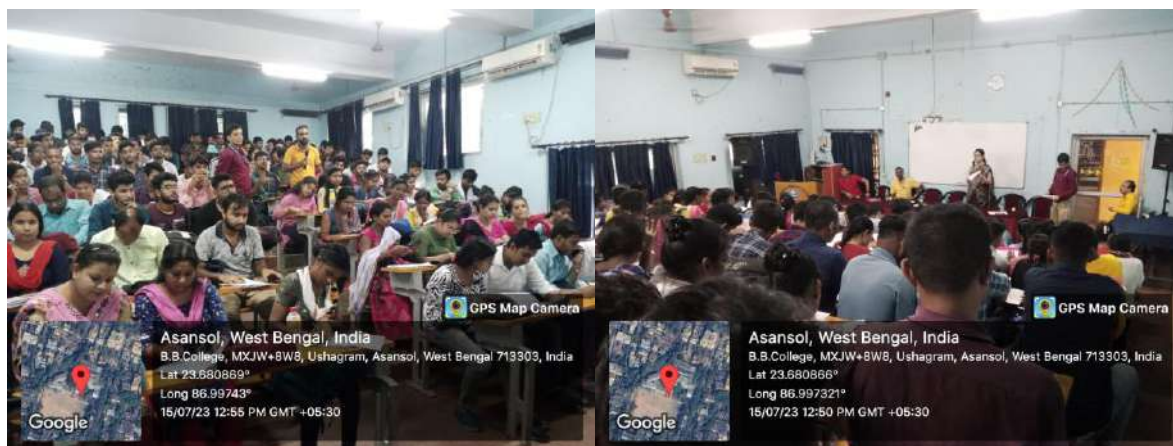 GPS Map Camera
Asansol, West Bengal, India
B.B.College, MXJW+8W8, Ushagram, Asansol, West Bengal 713303, India
Lat 23.680869°
Long 86.99743°
15/07/23 12:55 PM GMT +05:30
Google
GPS Map Camera
Asansol, West Bengal, India
B.B.College, MXJW+8W8, Ushagram, Asansol, West Bengal 713303, India
Lat 23.680866°
Long 86.997321°
15/07/23 12:50 PM GMT +05:30
Google